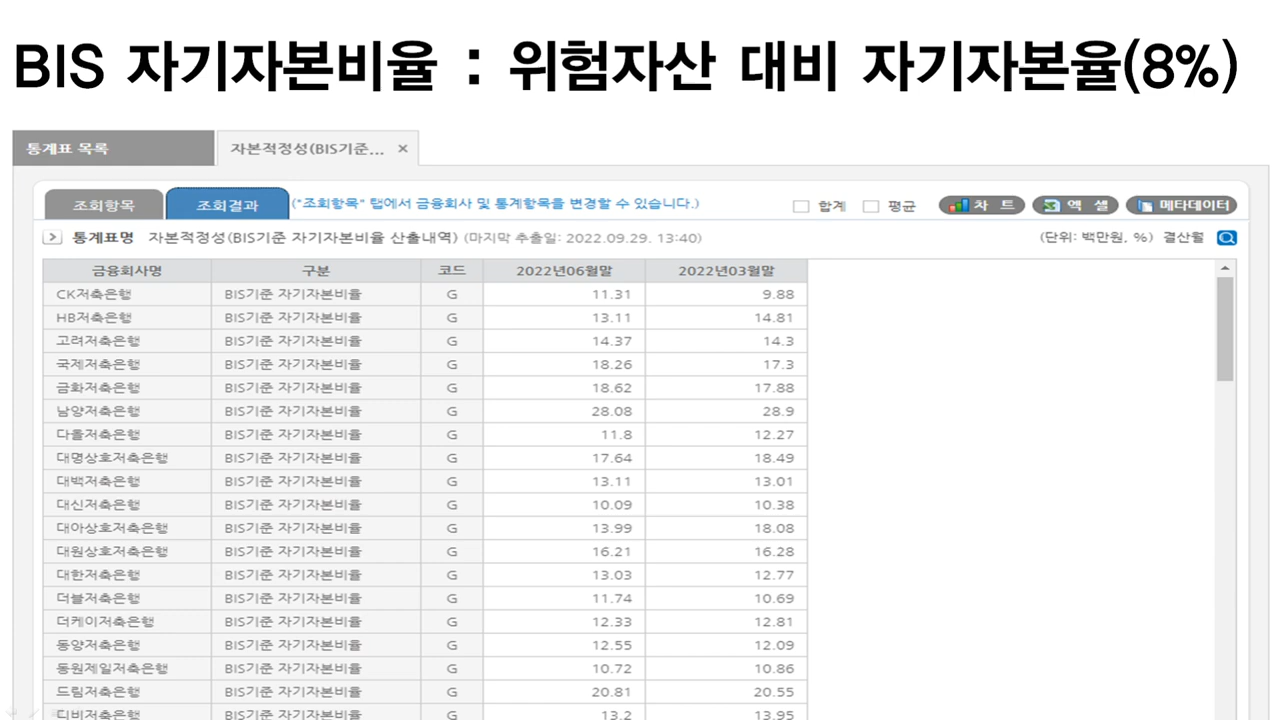 BIS 자기자본비율 : 위험자산 대비 자기자본율(8%)
통계표 목록 자본적정성(BIS기준... ×
조회항목 조회결과 ("조회항목" 탭에서 금융회사 및 통계항목을 변경할 수 있습니다.) 합계 평균 차 트 엑 셀 메타데이터
통계표명 자본적정성(BIS기준 자기자본비율 산출내역) (마지막 추출일: 2022.09.29. 13:40) (단위: 백만원, %) 결산월
금융회사명 구분 코드 2022년06월말 2022년03월말
CK저축은행 BIS기준 자기자본비율 G 11.31 9.88
HB저축은행 BIS기준 자기자본비율 G 13.11 14.81
고려저축은행 BIS기준 자기자본비율 G 14.37 14.3
국제저축은행 BIS기준 자기자본비율 G 18.26 17.3
금화저축은행 BIS기준 자기자본비율 G 18.62 17.88
남양저축은행 BIS기준 자기자본비율 G 28.08 28.9
다올저축은행 BIS기준 자기자본비율 G 11.8 12.27
대명상호저축은행 BIS기준 자기자본비율 G 17.64 18.49
대백저축은행 BIS기준 자기자본비율 G 13.11 13.01
대신저축은행 BIS기준 자기자본비율 G 10.09 10.38
대아상호저축은행 BIS기준 자기자본비율 G 13.99 18.08
대원상호저축은행 BIS기준 자기자본비율 G 16.21 16.28
대한저축은행 BIS기준 자기자본비율 G 13.03 12.77
더블저축은행 BIS기준 자기자본비율 G 11.74 10.69
더케이저축은행 BIS기준 자기자본비율 G 12.33 12.81
동양저축은행 BIS기준 자기자본비율 G 12.55 12.09
동원제일저축은행 BIS기준 자기자본비율 G 10.72 10.86
드림저축은행 BIS기준 자기자본비율 G 20.81 20.55
디비저축은행 BIS기준 자기자본비율 G 13.2 13.95